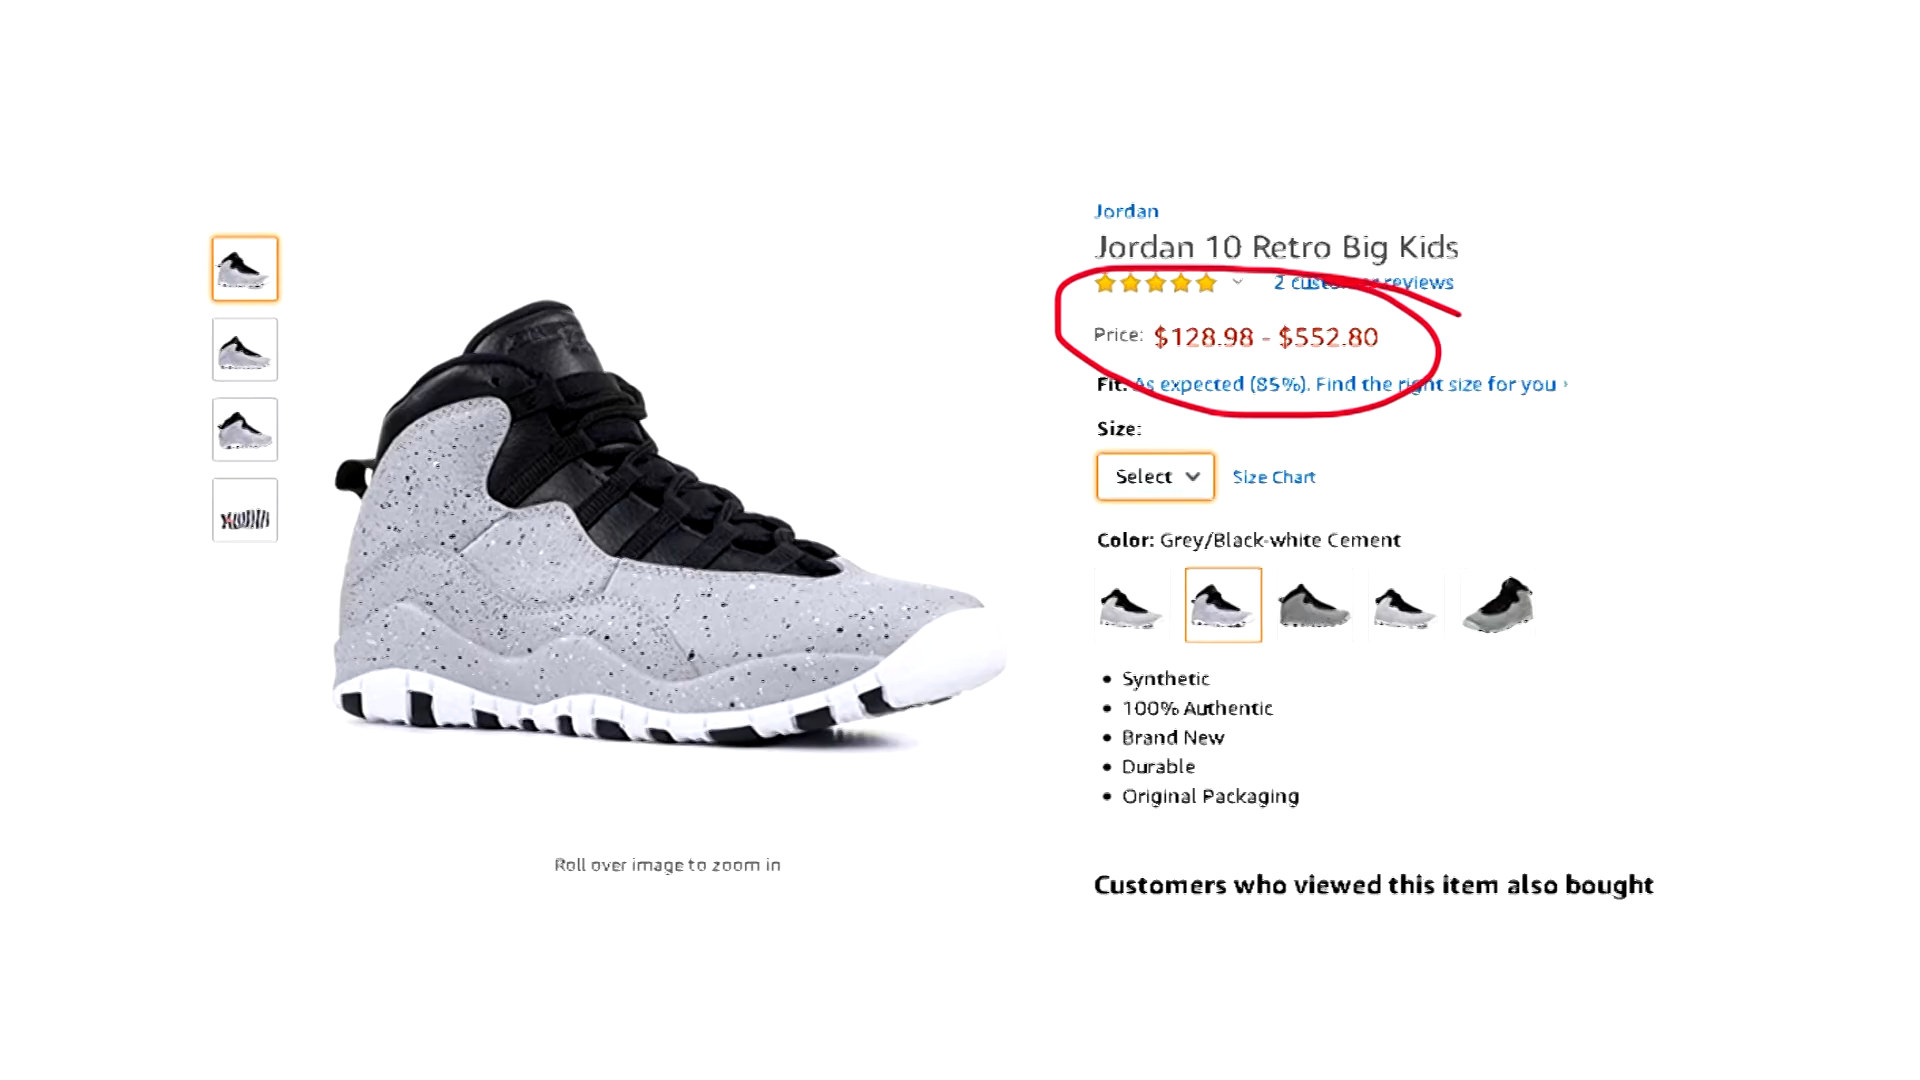 Jordan
Jordan 10 Retro Big Kids
2 customer reviews
Price: $128.98 - $552.80
Fit: As expected (85%). Find the right size for you ›
Size:
Select Size Chart
Color: Grey/Black-white Cement
• Synthetic
• 100% Authentic
• Brand New
• Durable
• Original Packaging
Roll over image to zoom in
Customers who viewed this item also bought